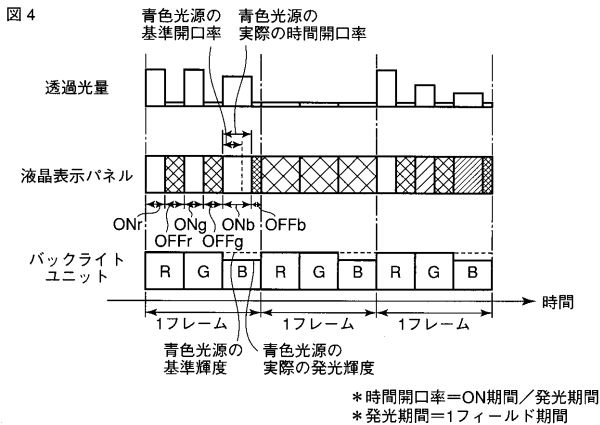 図4
青色光源の
基準開口率
青色光源の
実際の時間開口率
透過光量
液晶表示パネル
ONr
ONg
ONb
OFFb
OFFr
OFFg
バックライト
ユニット
R
G
B
R
G
B
R
G
B
時間
1フレーム
1フレーム
1フレーム
青色光源の
基準輝度
青色光源の
実際の発光輝度
*時間開口率=ON期間/発光期間
*発光期間=1フィールド期間